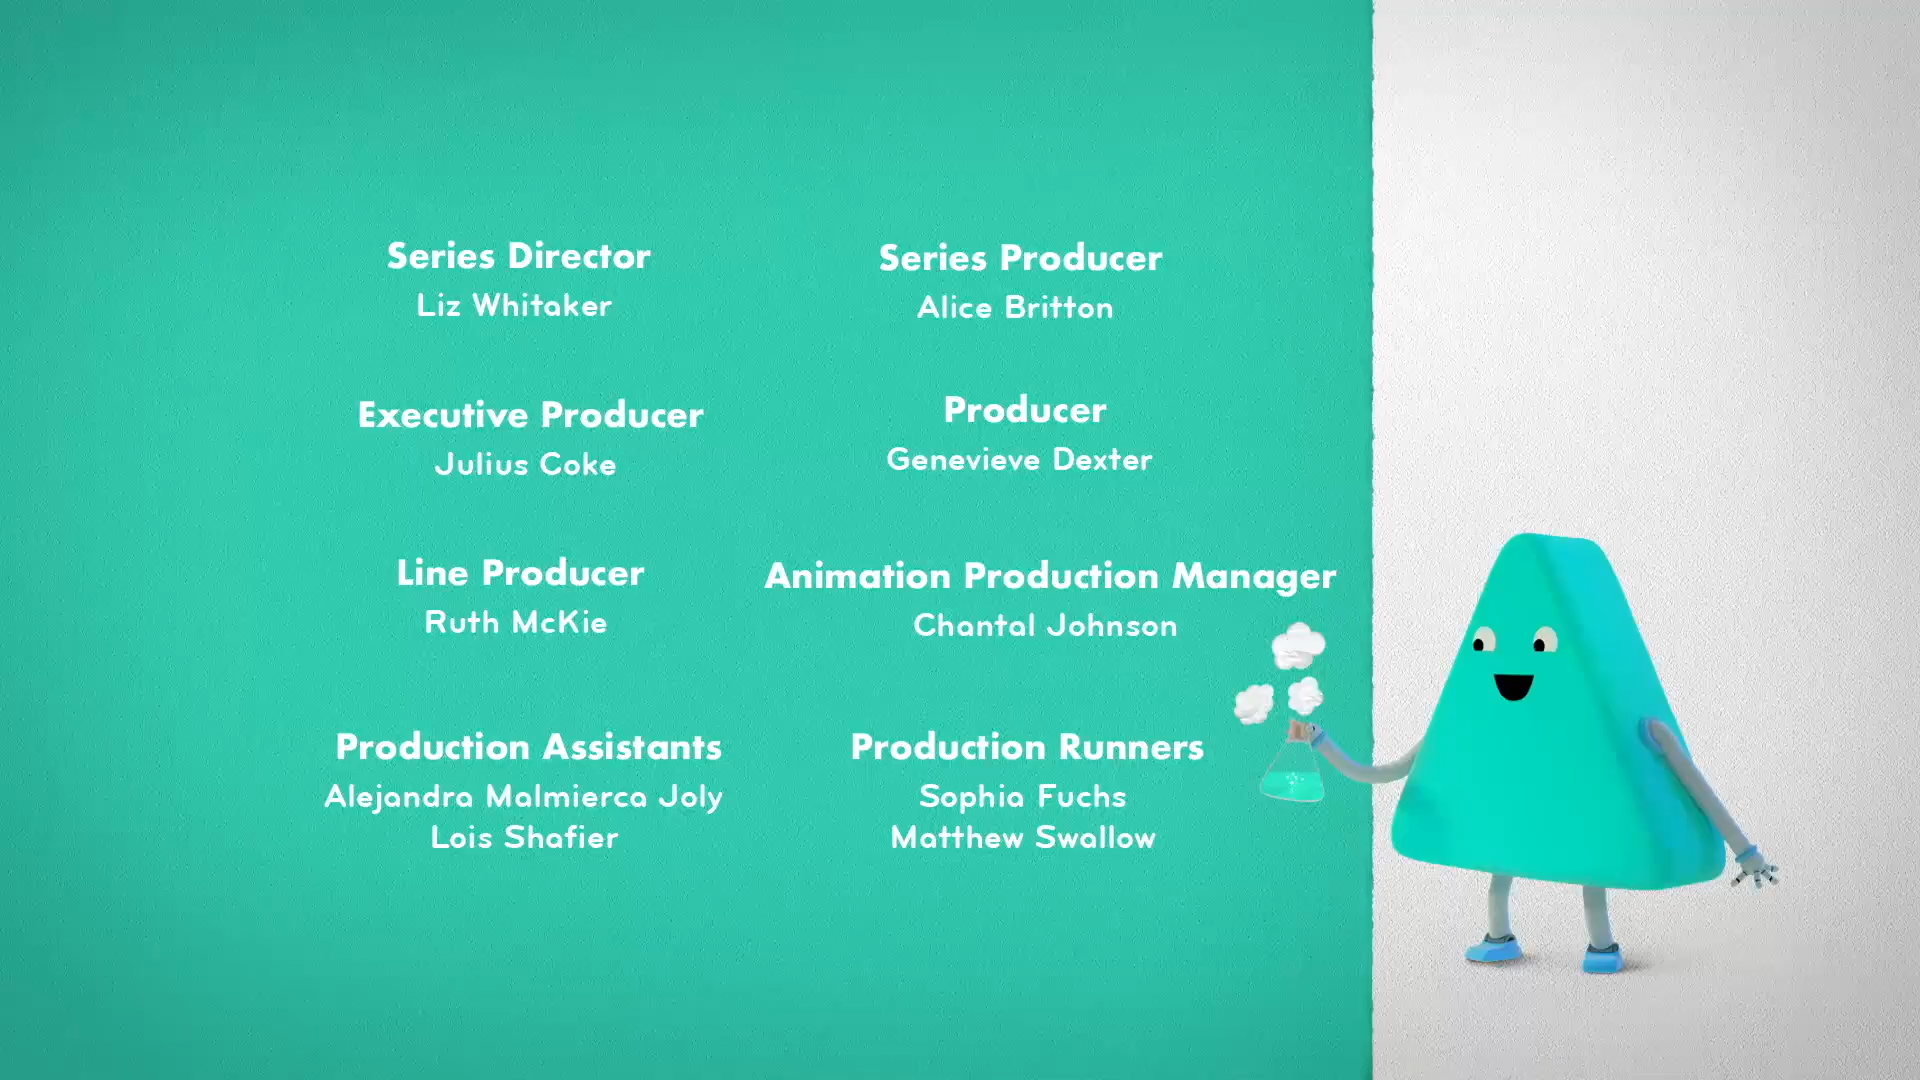 Series Director
Liz Whitaker
Series Producer
Alice Britton
Executive Producer
Julius Coke
Producer
Genevieve Dexter
Line Producer
Ruth McKie
Animation Production Manager
Chantal Johnson
Production Assistants
Alejandra Malmierca Joly
Lois Shafier
Production Runners
Sophia Fuchs
Matthew Swallow